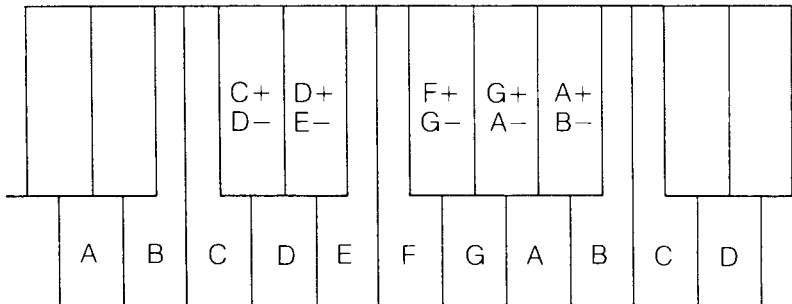 C+ D+ F+ G+ A+
D− E− G− A− B−
A B C D E F G A B C D